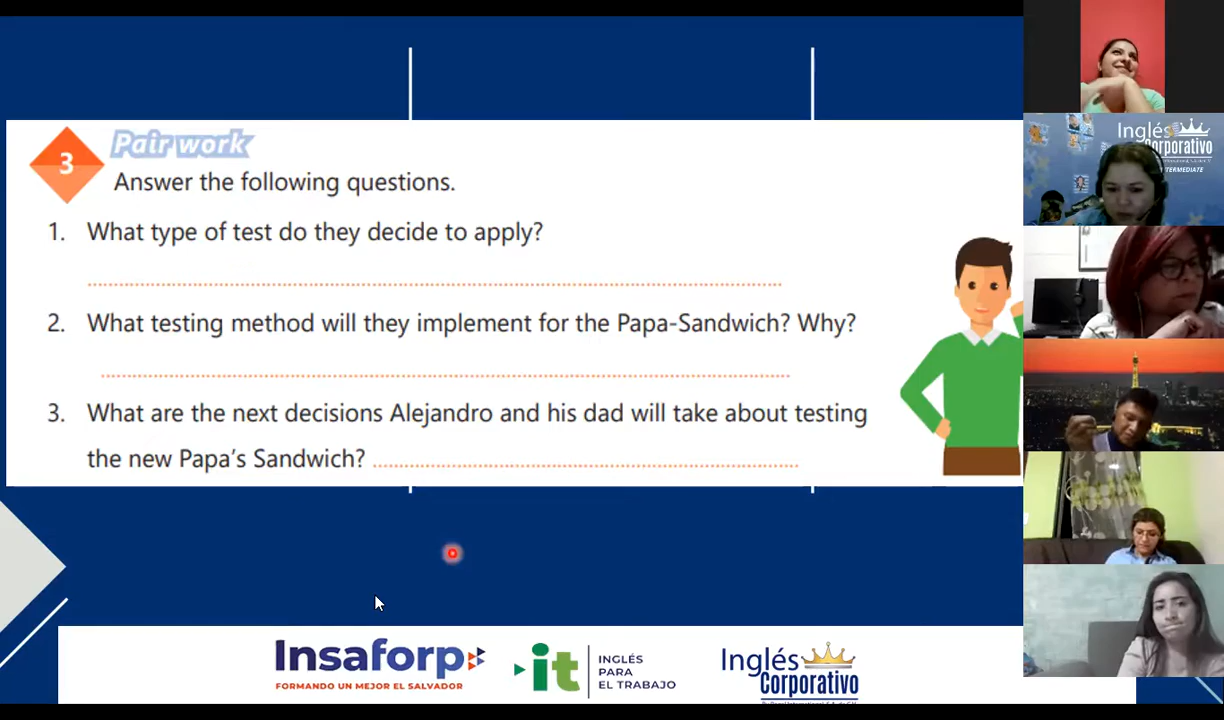 3
Pair work
Answer the following questions.
1. What type of test do they decide to apply?
2. What testing method will they implement for the Papa-Sandwich? Why?
3. What are the next decisions Alejandro and his dad will take about testing
the new Papa's Sandwich?
Insaforp
FORMANDO UN MEJOR EL SALVADOR
it
INGLÉS
PARA
EL TRABAJO
Inglés
Corporativo
Inglés
Corporativo